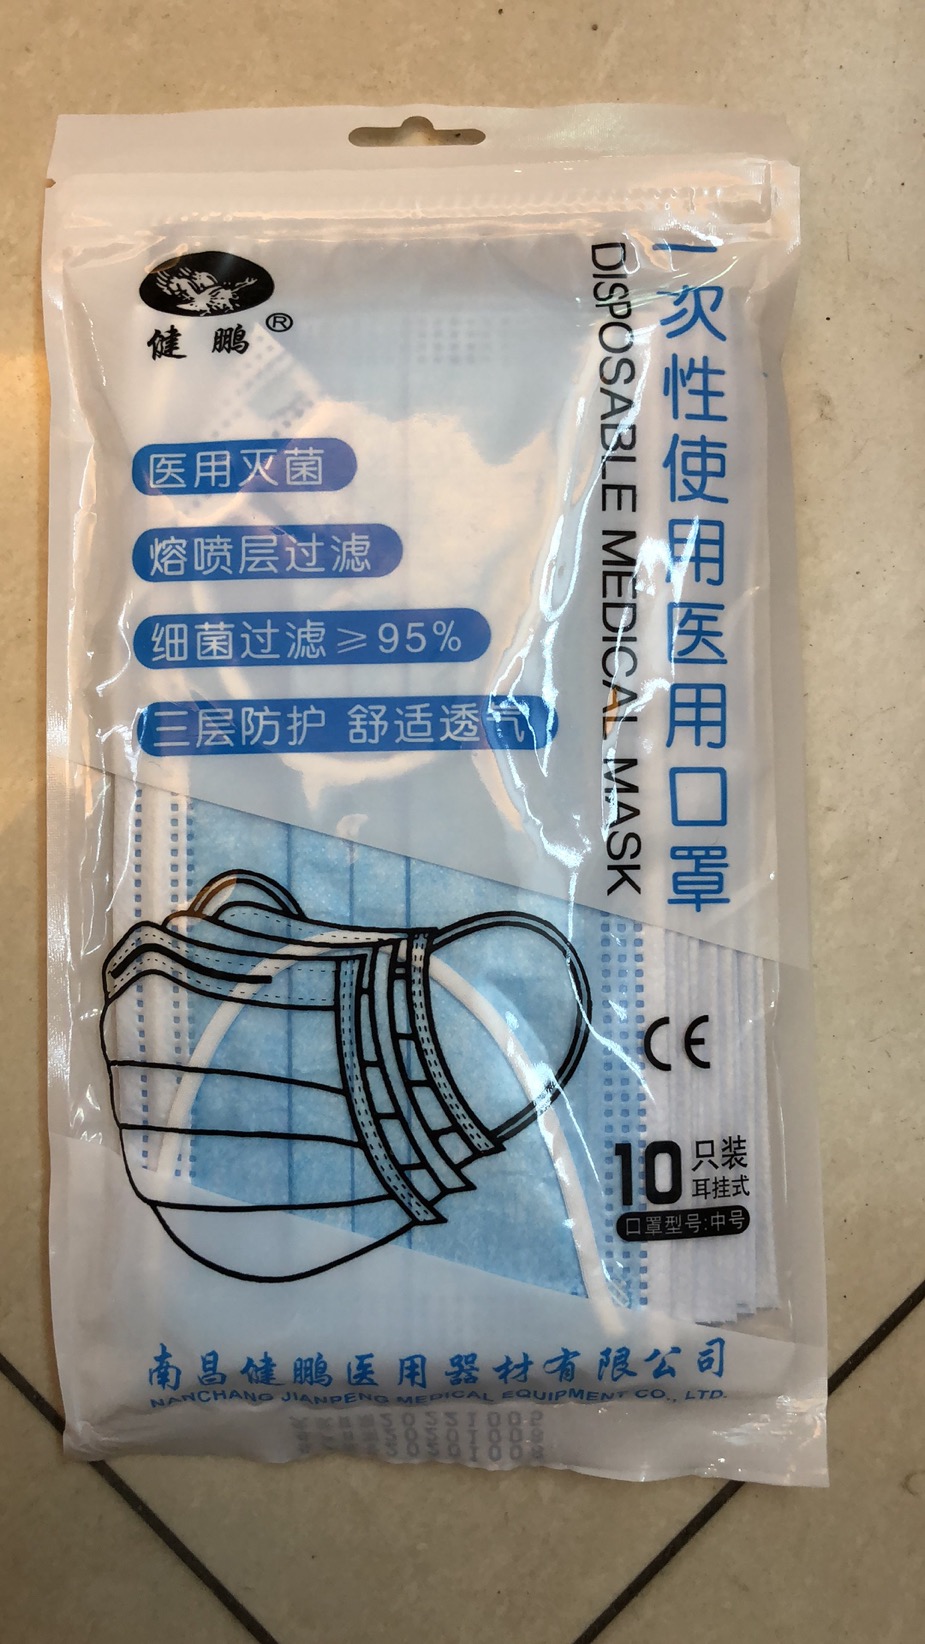 健鹏®
一次性使用医用口罩
DISPOSABLE MEDICAL MASK
医用灭菌
熔喷层过滤
细菌过滤≥95%
三层防护 舒适透气
CE
10只装
耳挂式
口罩型号:中号
南昌健鹏医用器材有限公司
NANCHANG JIANPENG MEDICAL EQUIPMENT CO., LTD.